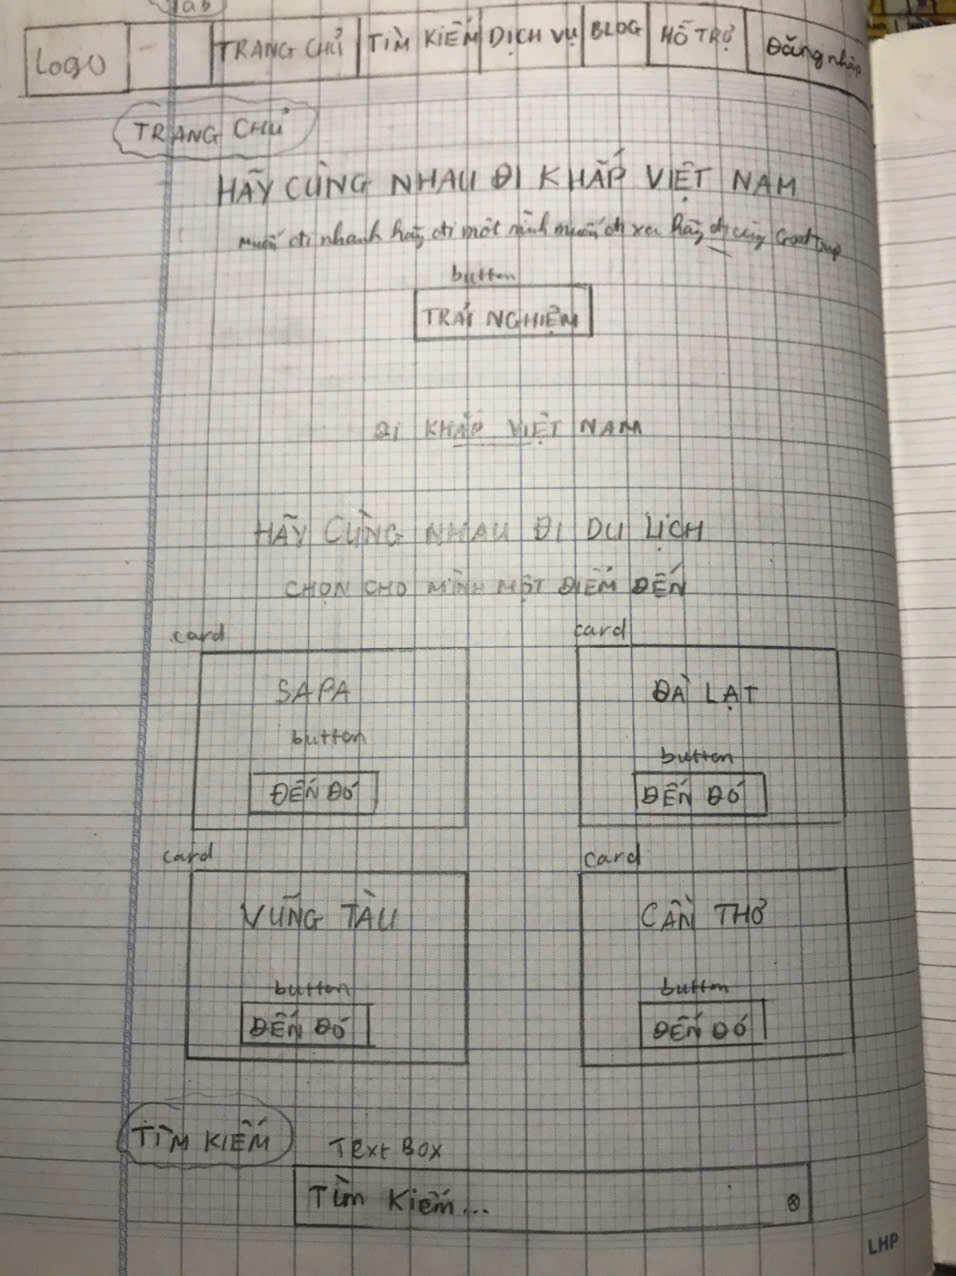 Tab
Logo TRANG CHỦ TÌM KIẾM DỊCH VỤ BLOG HỖ TRỢ Đăng nhập
TRANG CHỦ
HÃY CÙNG NHAU ĐI KHẮP VIỆT NAM
muốn đi nhanh hãy đi một mình muốn đi xa hãy đi cùng
button
TRẢI NGHIỆM
ĐI KHẮP VIỆT NAM
HÃY CÙNG NHAU ĐI DU LỊCH
CHỌN CHO MÌNH MỘT ĐIỂM ĐẾN
card card
SAPA ĐÀ LẠT
button button
ĐẾN ĐÓ ĐẾN ĐÓ
card card
VŨNG TÀU CẦN THƠ
button button
ĐẾN ĐÓ ĐẾN ĐÓ
TÌM KIẾM Text BOX
Tìm Kiếm...
LHP